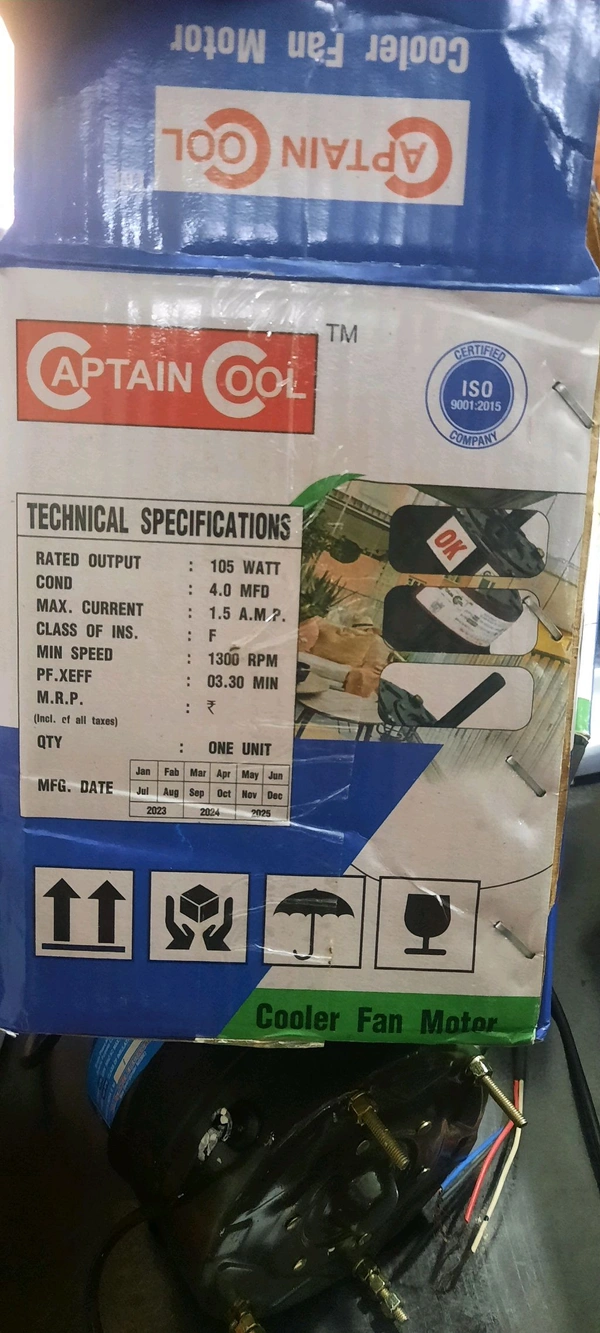 Cooler Fan Motor
CAPTAIN COOL
CAPTAIN COOL TM
CERTIFIED
ISO
9001:2015
COMPANY
TECHNICAL SPECIFICATIONS
RATED OUTPUT : 105 WATT
COND : 4.0 MFD
MAX. CURRENT : 1.5 A.M.P.
CLASS OF INS. : F
MIN SPEED : 1300 RPM
PF.XEFF : 03.30 MIN
M.R.P. : ₹
(Incl. of all taxes)
QTY : ONE UNIT
MFG. DATE
Jan Fab Mar Apr May Jun
Jul Aug Sep Oct Nov Dec
2023 2024 2025
OK
Cooler Fan Motor